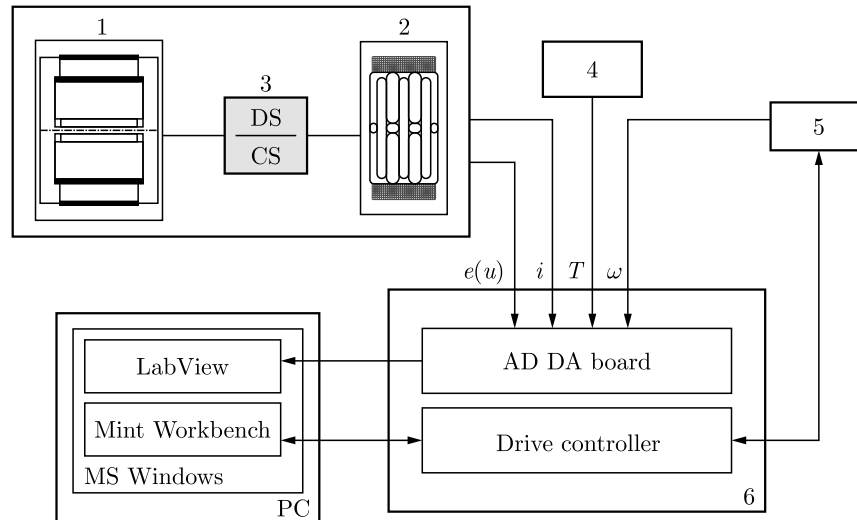 1
2
3
DS
CS
4
5
e(u)
i
T
ω
LabView
AD DA board
Mint Workbench
Drive controller
MS Windows
PC
6